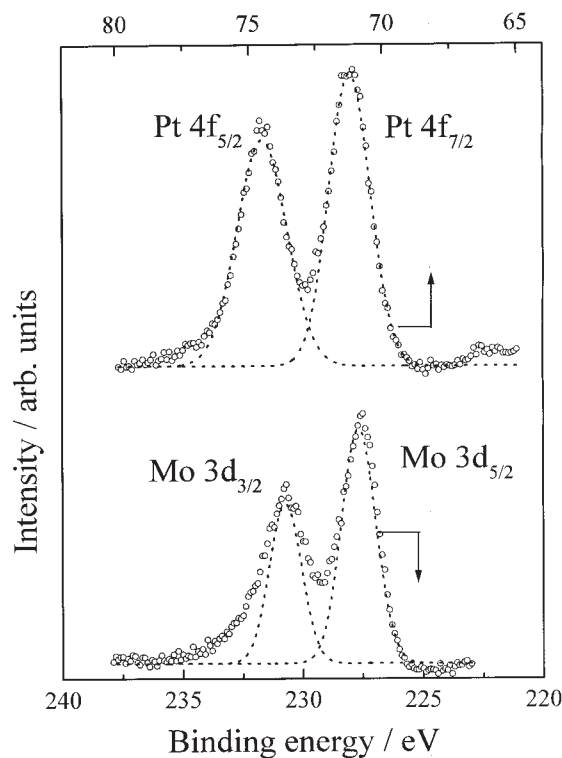 80 75 70 65
Pt 4f5/2 Pt 4f7/2
Mo 3d3/2 Mo 3d5/2
Intensity / arb. units
240 235 230 225 220
Binding energy / eV